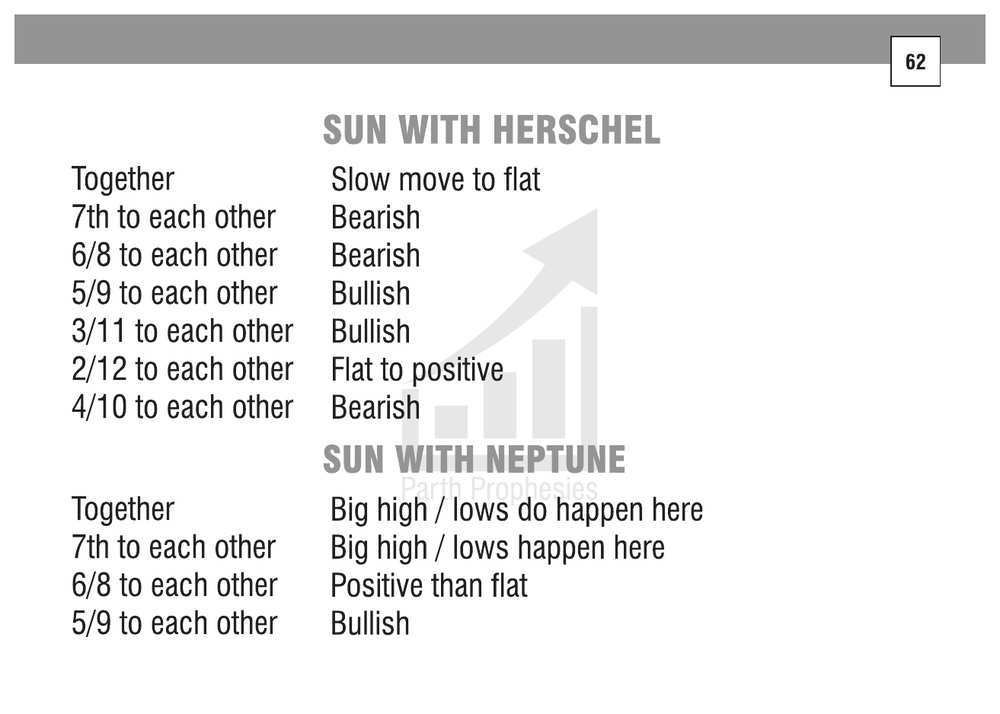 62
SUN WITH HERSCHEL
Together Slow move to flat
7th to each other Bearish
6/8 to each other Bearish
5/9 to each other Bullish
3/11 to each other Bullish
2/12 to each other Flat to positive
4/10 to each other Bearish
SUN WITH NEPTUNE
Parth Prophesies
Together Big high / lows do happen here
7th to each other Big high / lows happen here
6/8 to each other Positive than flat
5/9 to each other Bullish